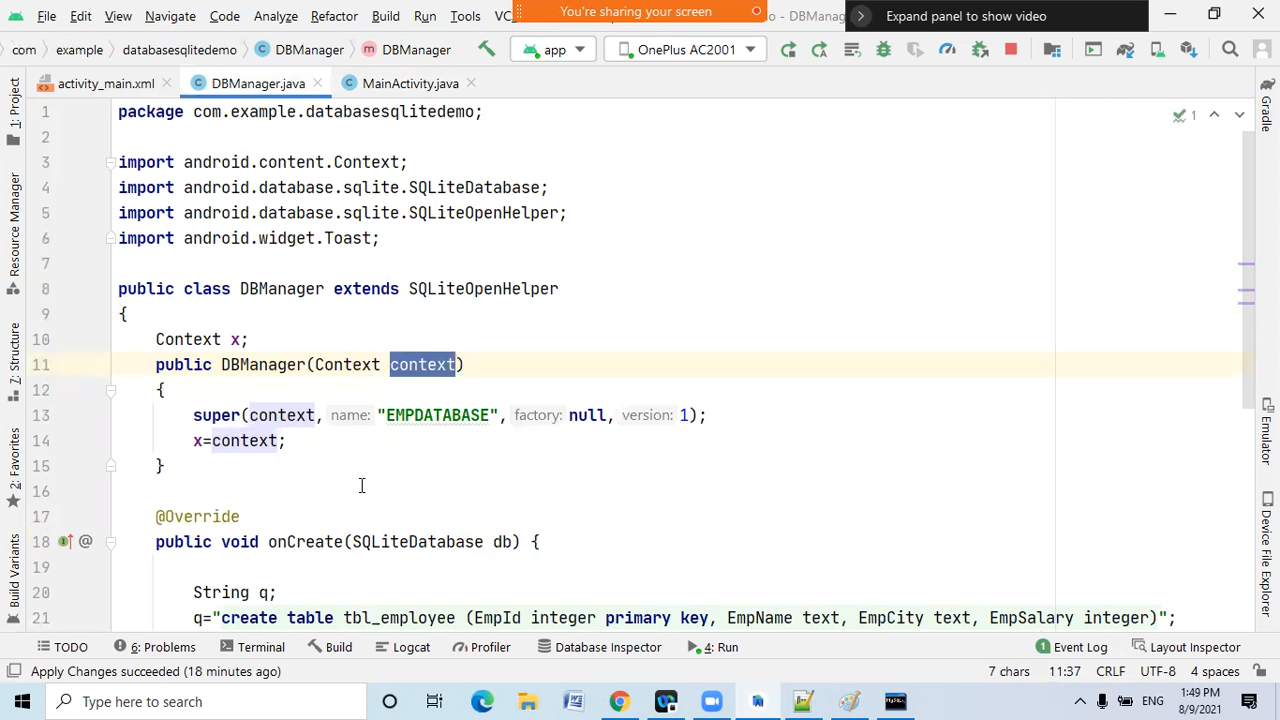 File Edit View Navigate Code Analyze Refactor Build Run Tools VC
You're sharing your screen
- DBManag
Expand panel to show video
com example databasesqlitedemo DBManager DBManager app OnePlus AC2001
activity_main.xml DBManager.java MainActivity.java
1 package com.example.databasesqlitedemo;
1
2
3 import android.content.Context;
4 import android.database.sqlite.SQLiteDatabase;
5 import android.database.sqlite.SQLiteOpenHelper;
6 import android.widget.Toast;
7
8 public class DBManager extends SQLiteOpenHelper
9 {
10 Context x;
11 public DBManager(Context context)
12 {
13 super(context, name: "EMPDATABASE", factory: null, version: 1);
14 x=context;
15 }
16
17 @Override
18 public void onCreate(SQLiteDatabase db) {
19
20 String q;
21 q="create table tbl_employee (EmpId integer primary key, EmpName text, EmpCity text, EmpSalary integer)";
1: Project
Resource Manager
7: Structure
2: Favorites
Build Variants
Gradle
Emulator
Device File Explorer
TODO 6: Problems Terminal Build Logcat Profiler Database Inspector 4: Run 1 Event Log Layout Inspector
Apply Changes succeeded (18 minutes ago) 7 chars 11:37 CRLF UTF-8 4 spaces
Type here to search
ENG
1:49 PM
8/9/2021